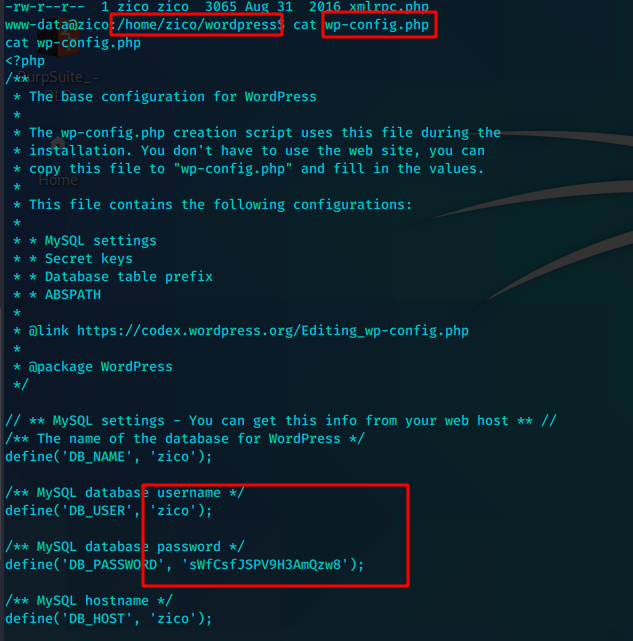 -rw-r--r--  1 zico zico  3065 Aug 31  2016 xmlrpc.php
www-data@zico:/home/zico/wordpress$ cat wp-config.php
cat wp-config.php
<?php
/**
 * The base configuration for WordPress
 *
 * The wp-config.php creation script uses this file during the
 * installation. You don't have to use the web site, you can
 * copy this file to "wp-config.php" and fill in the values.
 *
 * This file contains the following configurations:
 *
 * * MySQL settings
 * * Secret keys
 * * Database table prefix
 * * ABSPATH
 *
 * @link https://codex.wordpress.org/Editing_wp-config.php
 *
 * @package WordPress
 */
// ** MySQL settings - You can get this info from your web host ** //
/** The name of the database for WordPress */
define('DB_NAME', 'zico');
/** MySQL database username */
define('DB_USER', 'zico');
/** MySQL database password */
define('DB_PASSWORD', 'sWfCsfJSPV9H3AmQzw8');
/** MySQL hostname */
define('DB_HOST', 'zico');
Home